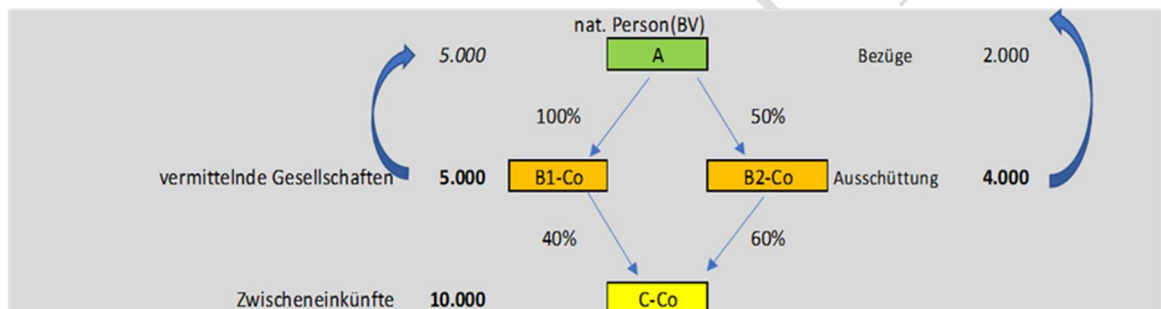 nat. Person(BV)
5.000 A Bezüge 2.000
100% 50%
vermittelnde Gesellschaften 5.000 B1-Co B2-Co Ausschüttung 4.000
40% 60%
Zwischeneinkünfte 10.000 C-Co